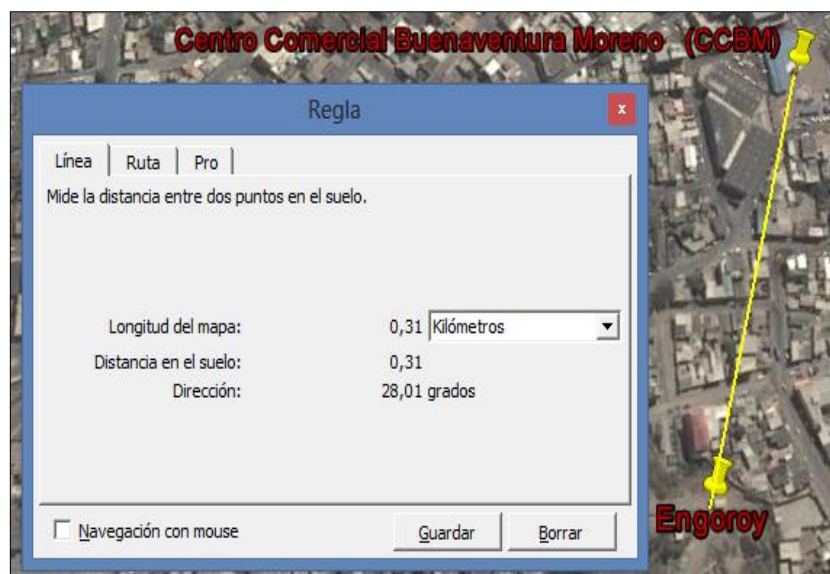 Centro Comercial Buenaventura Moreno (CCBM)
Regla
x
Línea Ruta Pro
Mide la distancia entre dos puntos en el suelo.
Longitud del mapa: 0,31 Kilómetros
Distancia en el suelo: 0,31
Dirección: 28,01 grados
Navegación con mouse Guardar Borrar
Engoroy